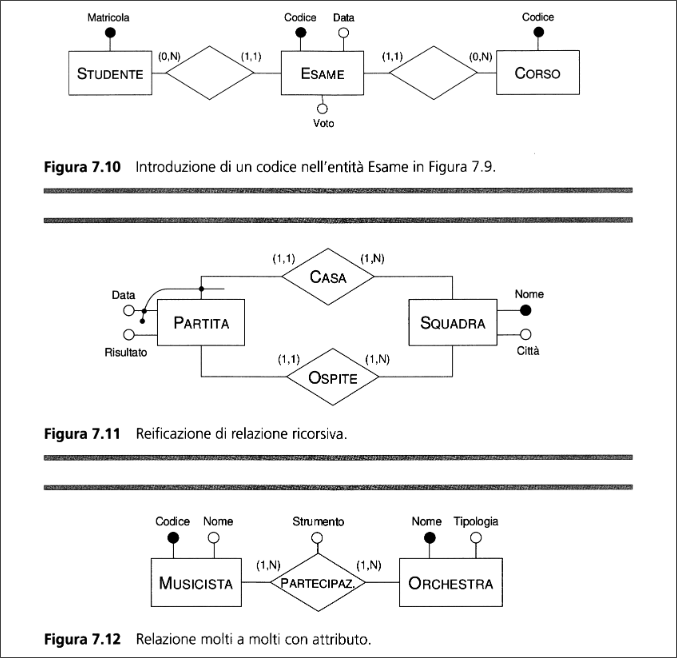 Matricola Codice Data Codice
(0,N) (1,1) (1,1) (0,N)
STUDENTE ESAME CORSO
Voto
Figura 7.10 Introduzione di un codice nell'entità Esame in Figura 7.9.
(1,1) (1,N)
CASA
Data Nome
PARTITA SQUADRA
Risultato Città
(1,1) (1,N)
OSPITE
Figura 7.11 Reificazione di relazione ricorsiva.
Codice Nome Strumento Nome Tipologia
(1,N) (1,N)
MUSICISTA PARTECIPAZ. ORCHESTRA
Figura 7.12 Relazione molti a molti con attributo.